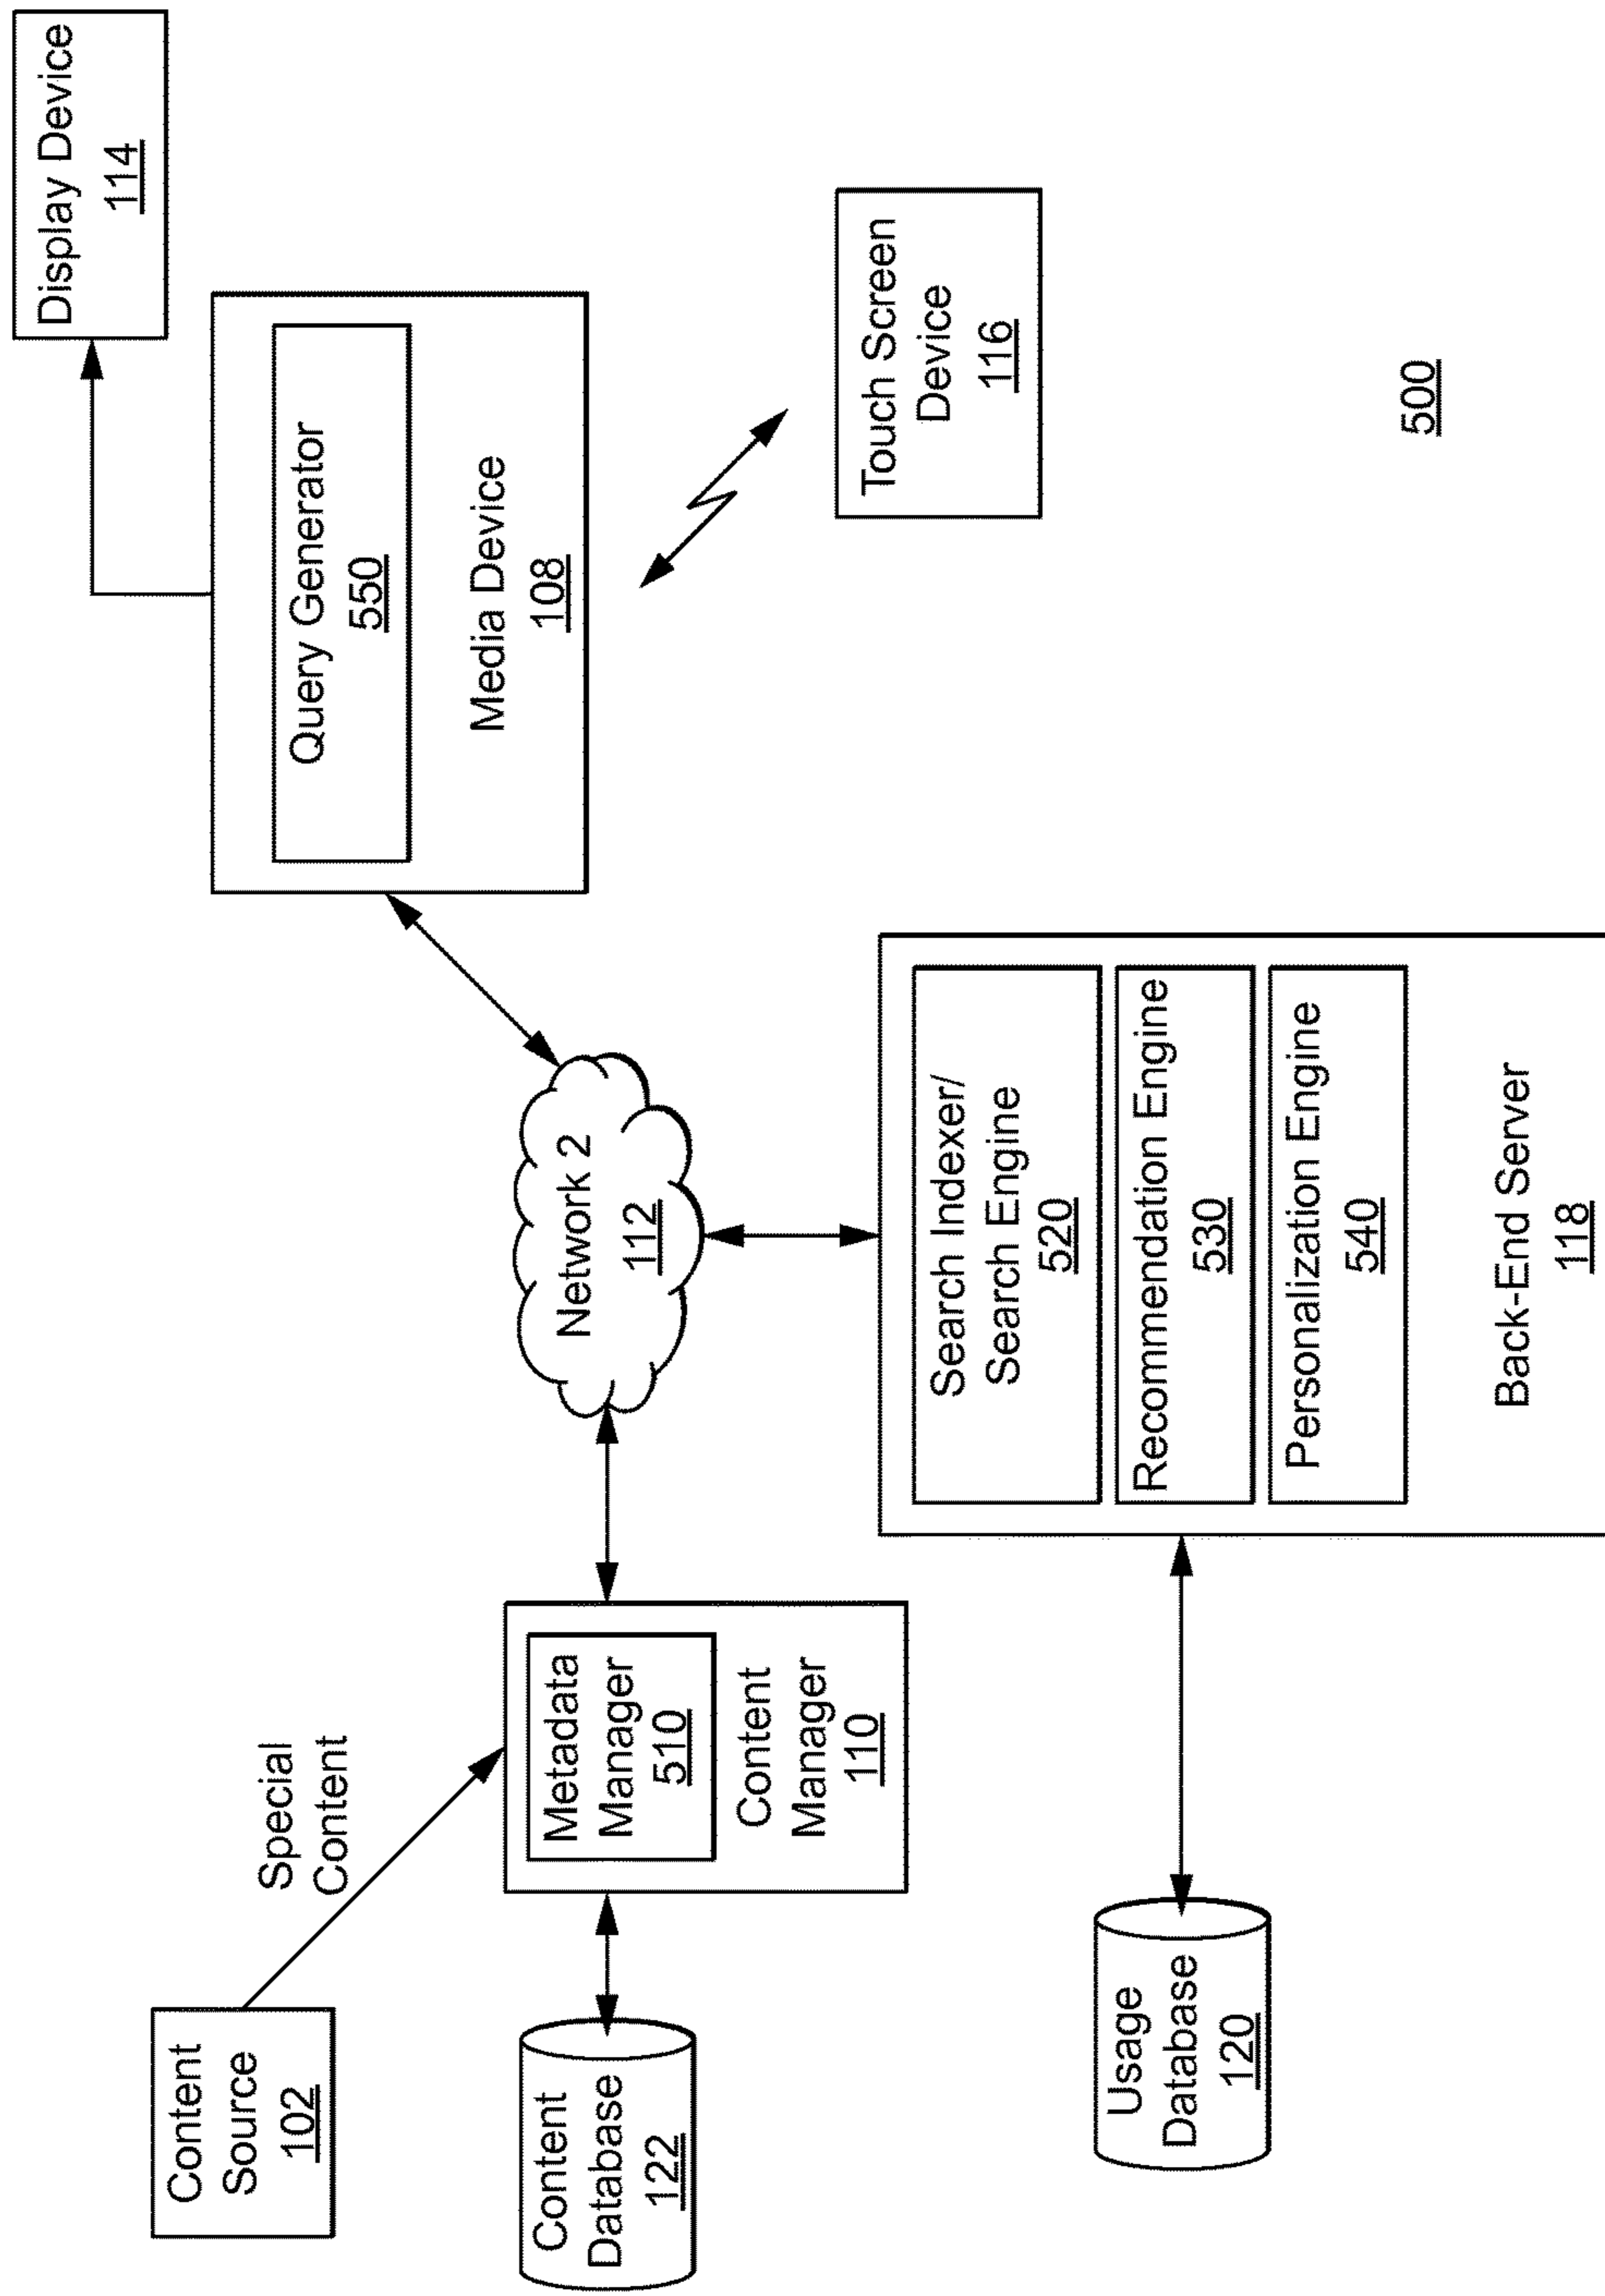 Content
Source
102
Special
Content
Display Device
114
Content
Database
122
Metadata
Manager
510
Content
Manager
110
Network 2
112
Query Generator
550
Media Device
108
Touch Screen
Device
116
Usage
Database
120
Search Indexer/
Search Engine
520
Recommendation Engine
530
Personalization Engine
540
Back-End Server
118
500